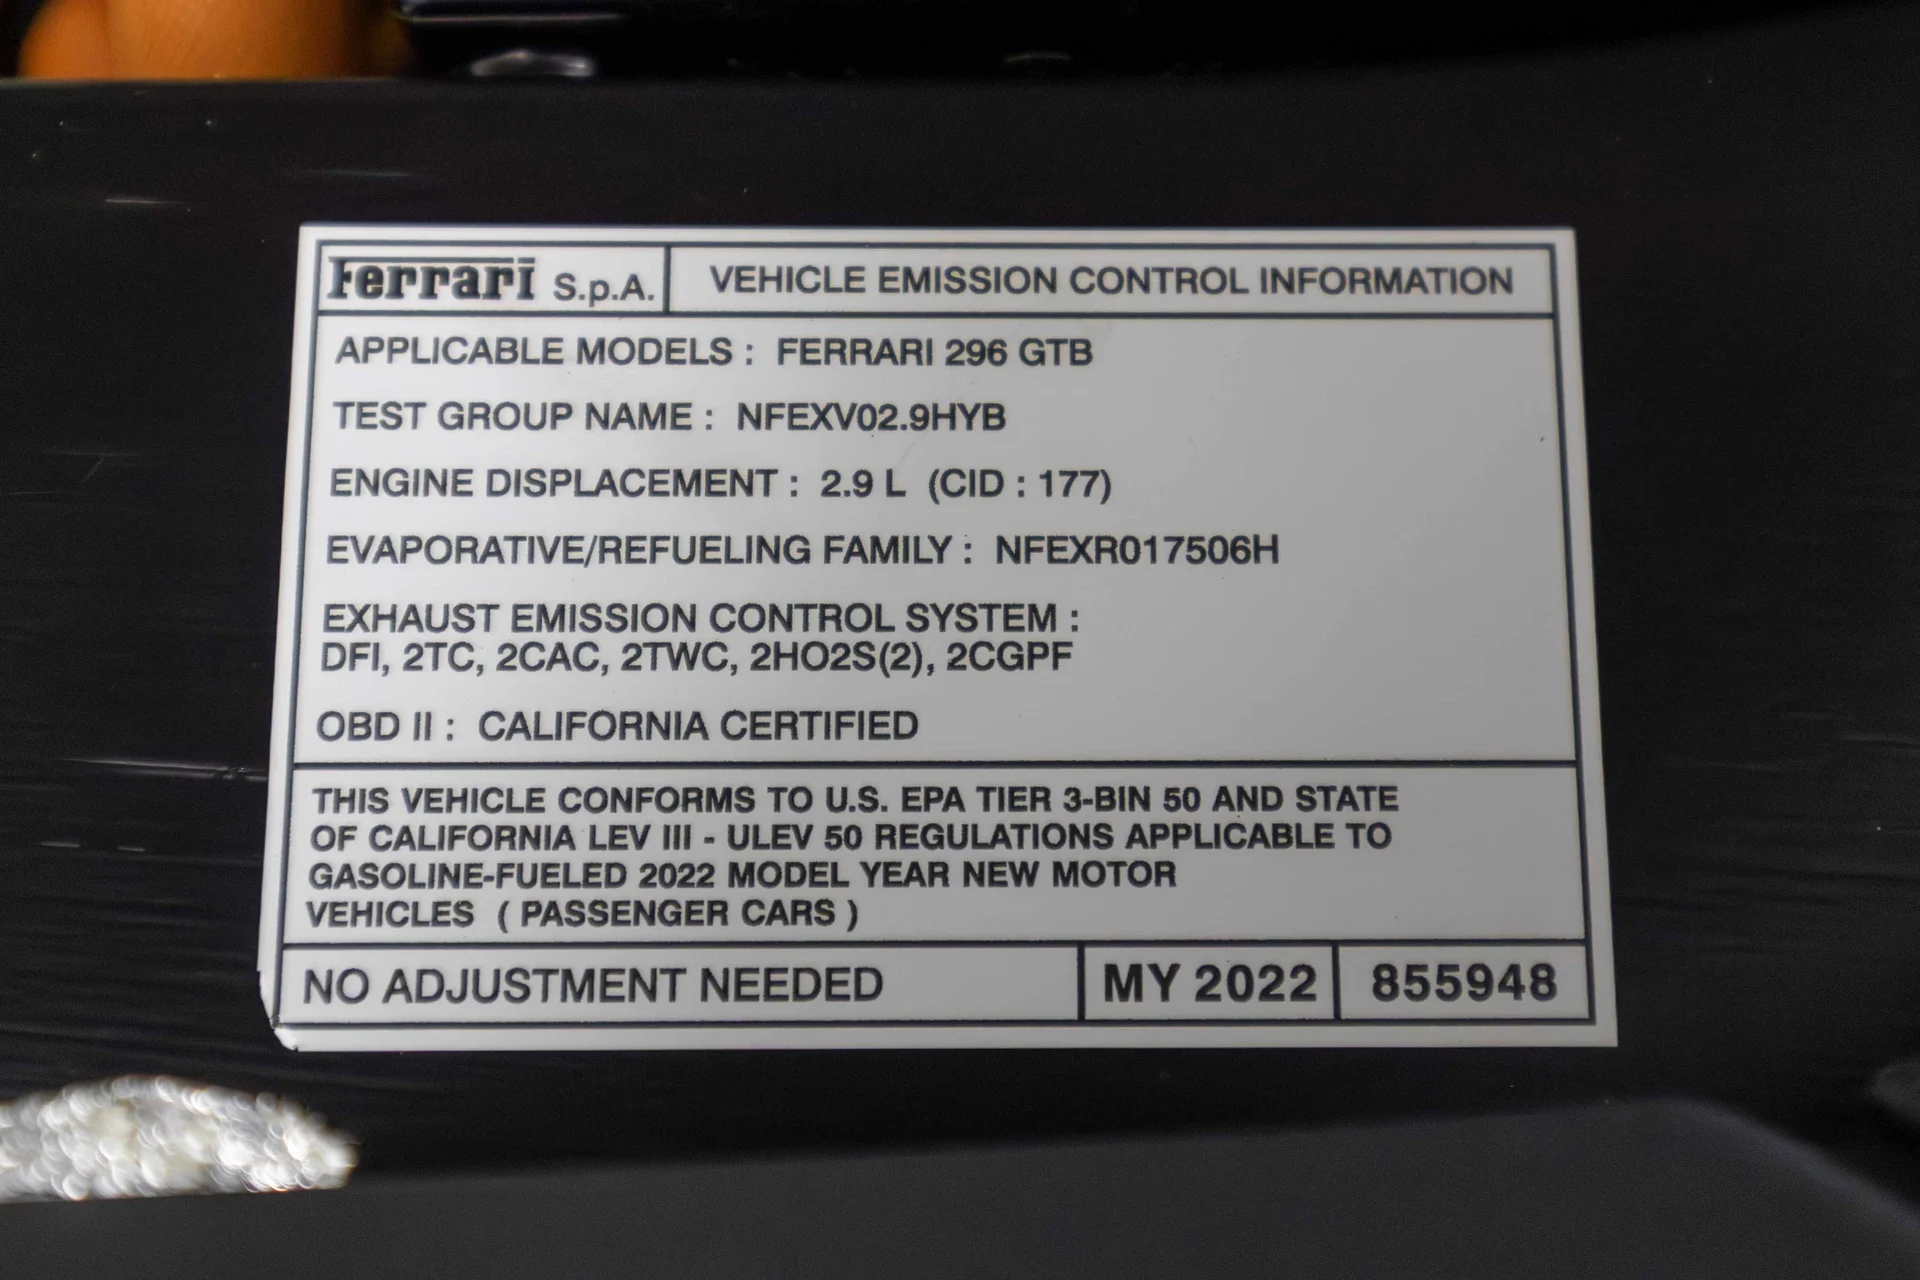 Ferrari S.p.A. VEHICLE EMISSION CONTROL INFORMATION
APPLICABLE MODELS : FERRARI 296 GTB
TEST GROUP NAME : NFEXV02.9HYB
ENGINE DISPLACEMENT : 2.9 L (CID : 177)
EVAPORATIVE/REFUELING FAMILY : NFEXR017506H
EXHAUST EMISSION CONTROL SYSTEM :
DFI, 2TC, 2CAC, 2TWC, 2HO2S(2), 2CGPF
OBD II : CALIFORNIA CERTIFIED
THIS VEHICLE CONFORMS TO U.S. EPA TIER 3-BIN 50 AND STATE
OF CALIFORNIA LEV III - ULEV 50 REGULATIONS APPLICABLE TO
GASOLINE-FUELED 2022 MODEL YEAR NEW MOTOR
VEHICLES ( PASSENGER CARS )
NO ADJUSTMENT NEEDED MY 2022 855948